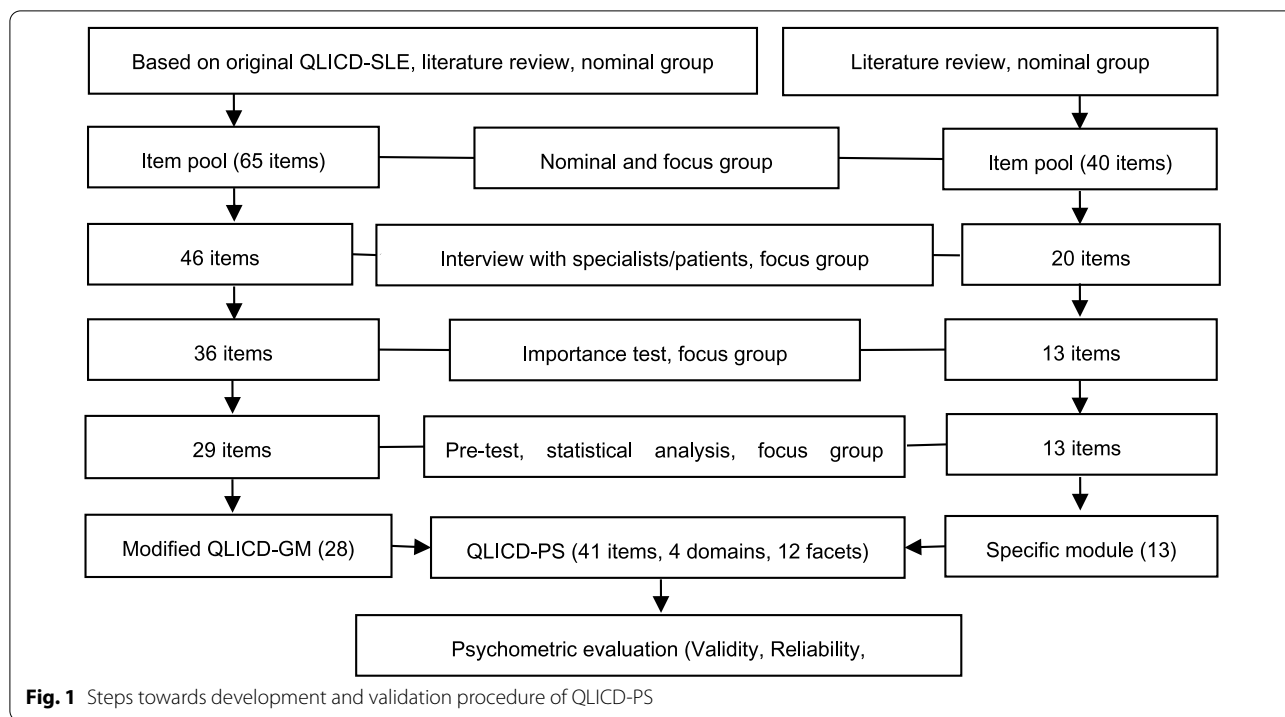 Based on original QLICD-SLE, literature review, nominal group
Literature review, nominal group
Item pool (65 items)
Nominal and focus group
Item pool (40 items)
46 items
Interview with specialists/patients, focus group
20 items
36 items
Importance test, focus group
13 items
29 items
Pre-test, statistical analysis, focus group
13 items
Modified QLICD-GM (28)
QLICD-PS (41 items, 4 domains, 12 facets)
Specific module (13)
Psychometric evaluation (Validity, Reliability,
Fig. 1 Steps towards development and validation procedure of QLICD-PS